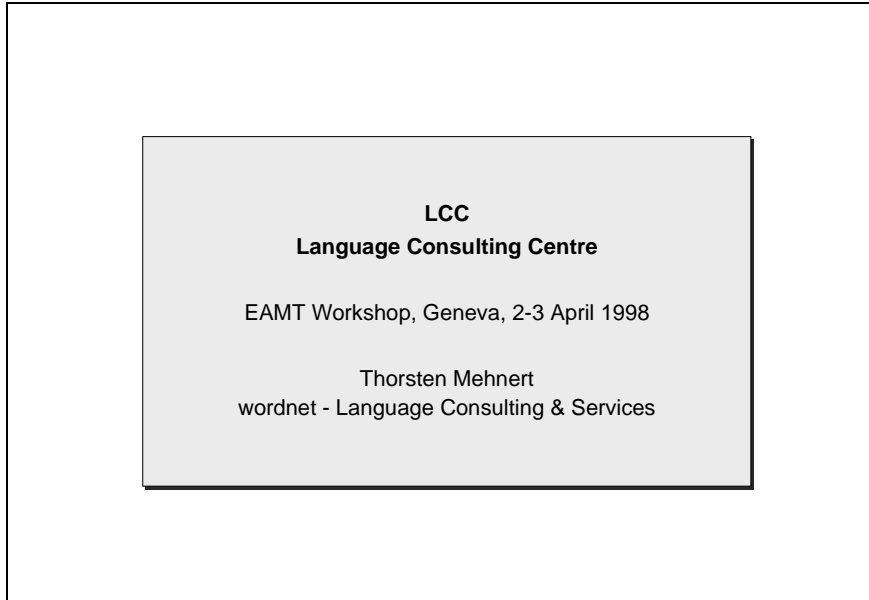 LCC
Language Consulting Centre
EAMT Workshop, Geneva, 2-3 April 1998
Thorsten Mehnert
wordnet - Language Consulting & Services